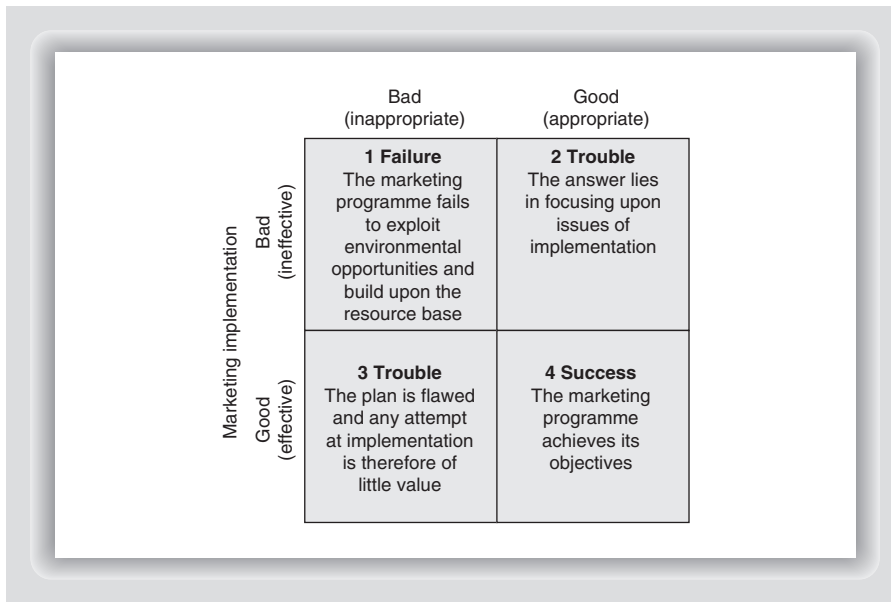 Bad
(inappropriate)
Good
(appropriate)
Marketing implementation
Bad
(ineffective)
1 Failure
The marketing
programme fails
to exploit
environmental
opportunities and
build upon the
resource base
2 Trouble
The answer lies
in focusing upon
issues of
implementation
Good
(effective)
3 Trouble
The plan is flawed
and any attempt
at implementation
is therefore of
little value
4 Success
The marketing
programme
achieves its
objectives